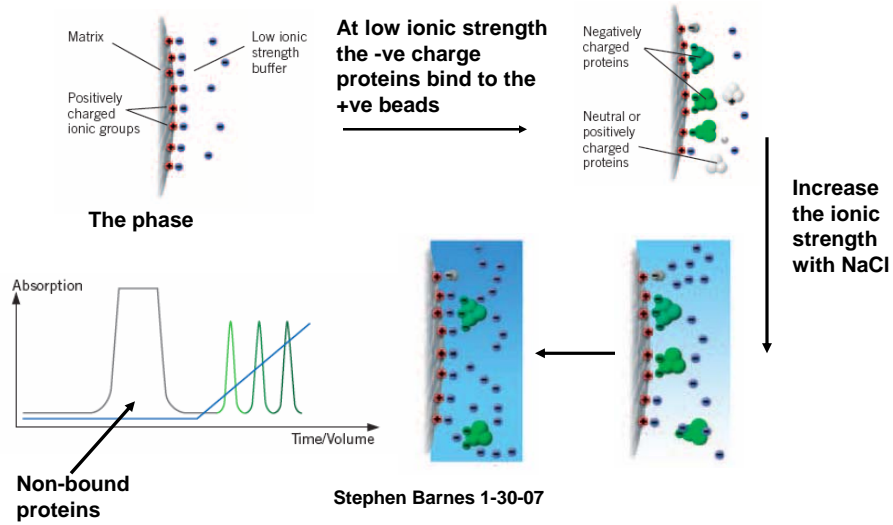 Matrix
Low ionic
strength
buffer
Positively
charged
ionic groups
The phase
At low ionic strength
the -ve charge
proteins bind to the
+ve beads
Negatively
charged
proteins
Neutral or
positively
charged
proteins
Increase
the ionic
strength
with NaCl
Absorption
Time/Volume
Non-bound
proteins
Stephen Barnes 1-30-07